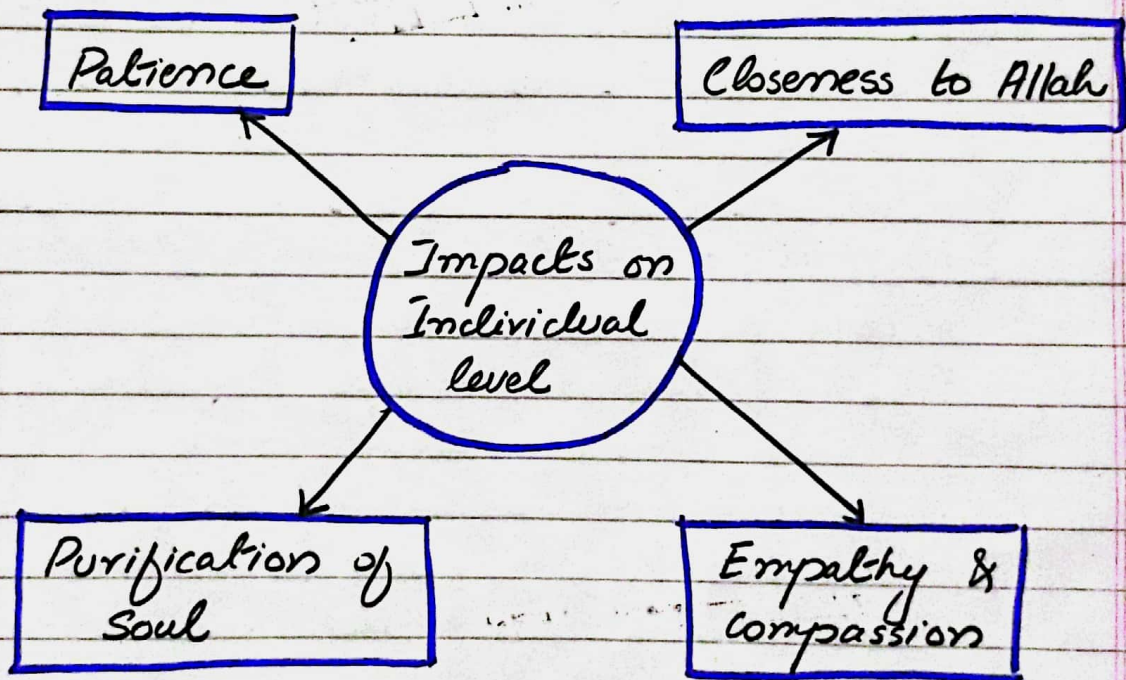 Patience
Closeness to Allah
Impacts on
Individual
level
Purification of
Soul
Empathy &
Compassion